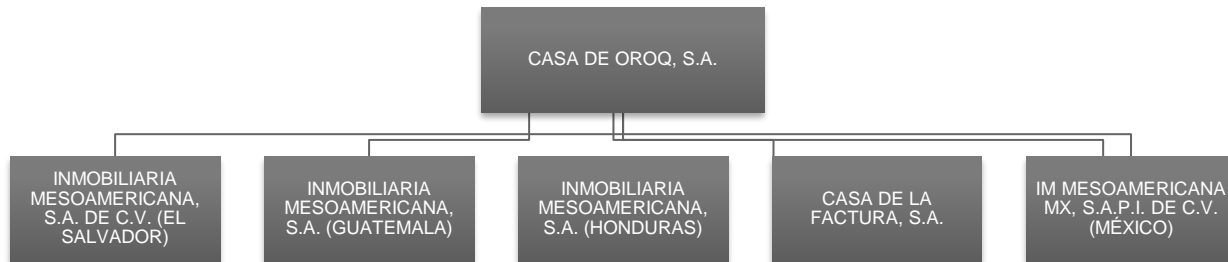 CASA DE OROQ, S.A.
INMOBILIARIA
MESOAMERICANA,
S.A. DE C.V. (EL
SALVADOR)
INMOBILIARIA
MESOAMERICANA,
S.A. (GUATEMALA)
INMOBILIARIA
MESOAMERICANA,
S.A. (HONDURAS)
CASA DE LA
FACTURA, S.A.
IM MESOAMERICANA
MX, S.A.P.I. DE C.V.
(MÉXICO)